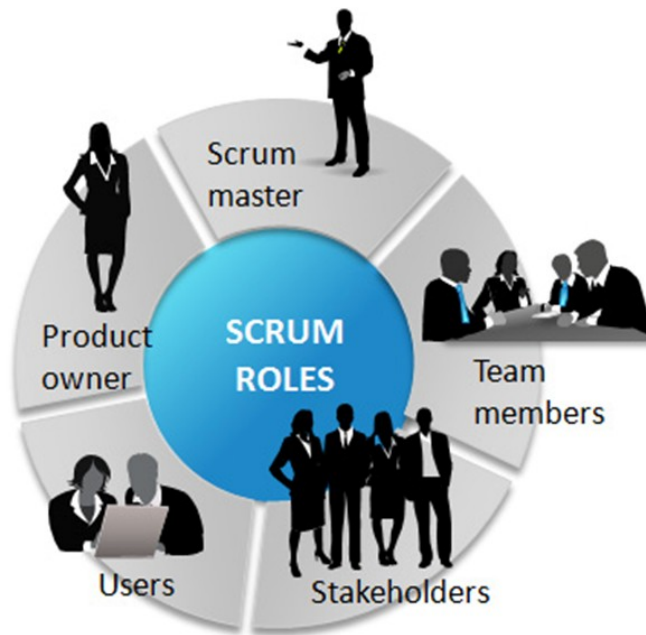 Scrum
master
Product
owner
SCRUM
ROLES
Team
members
Users
Stakeholders